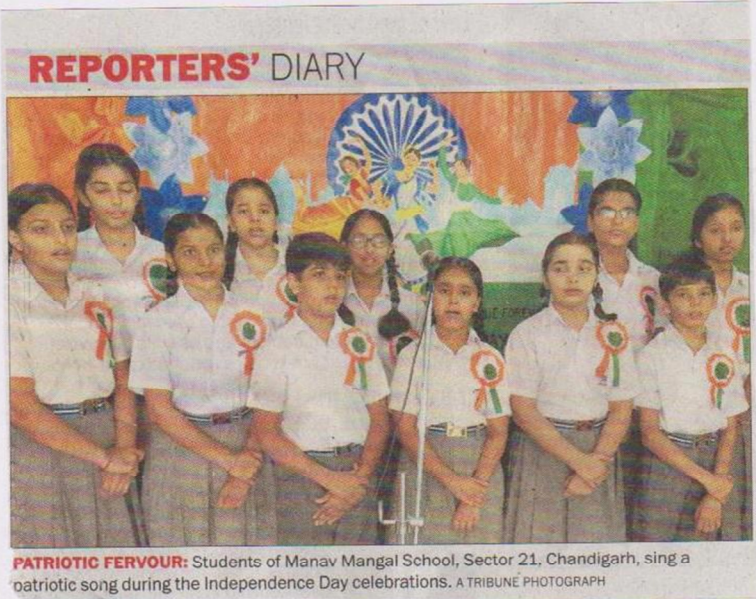 REPORTERS' DIARY
PATRIOTIC FERVOUR: Students of Manav Mangal School, Sector 21, Chandigarh, sing a
patriotic song during the Independence Day celebrations. A TRIBUNE PHOTOGRAPH